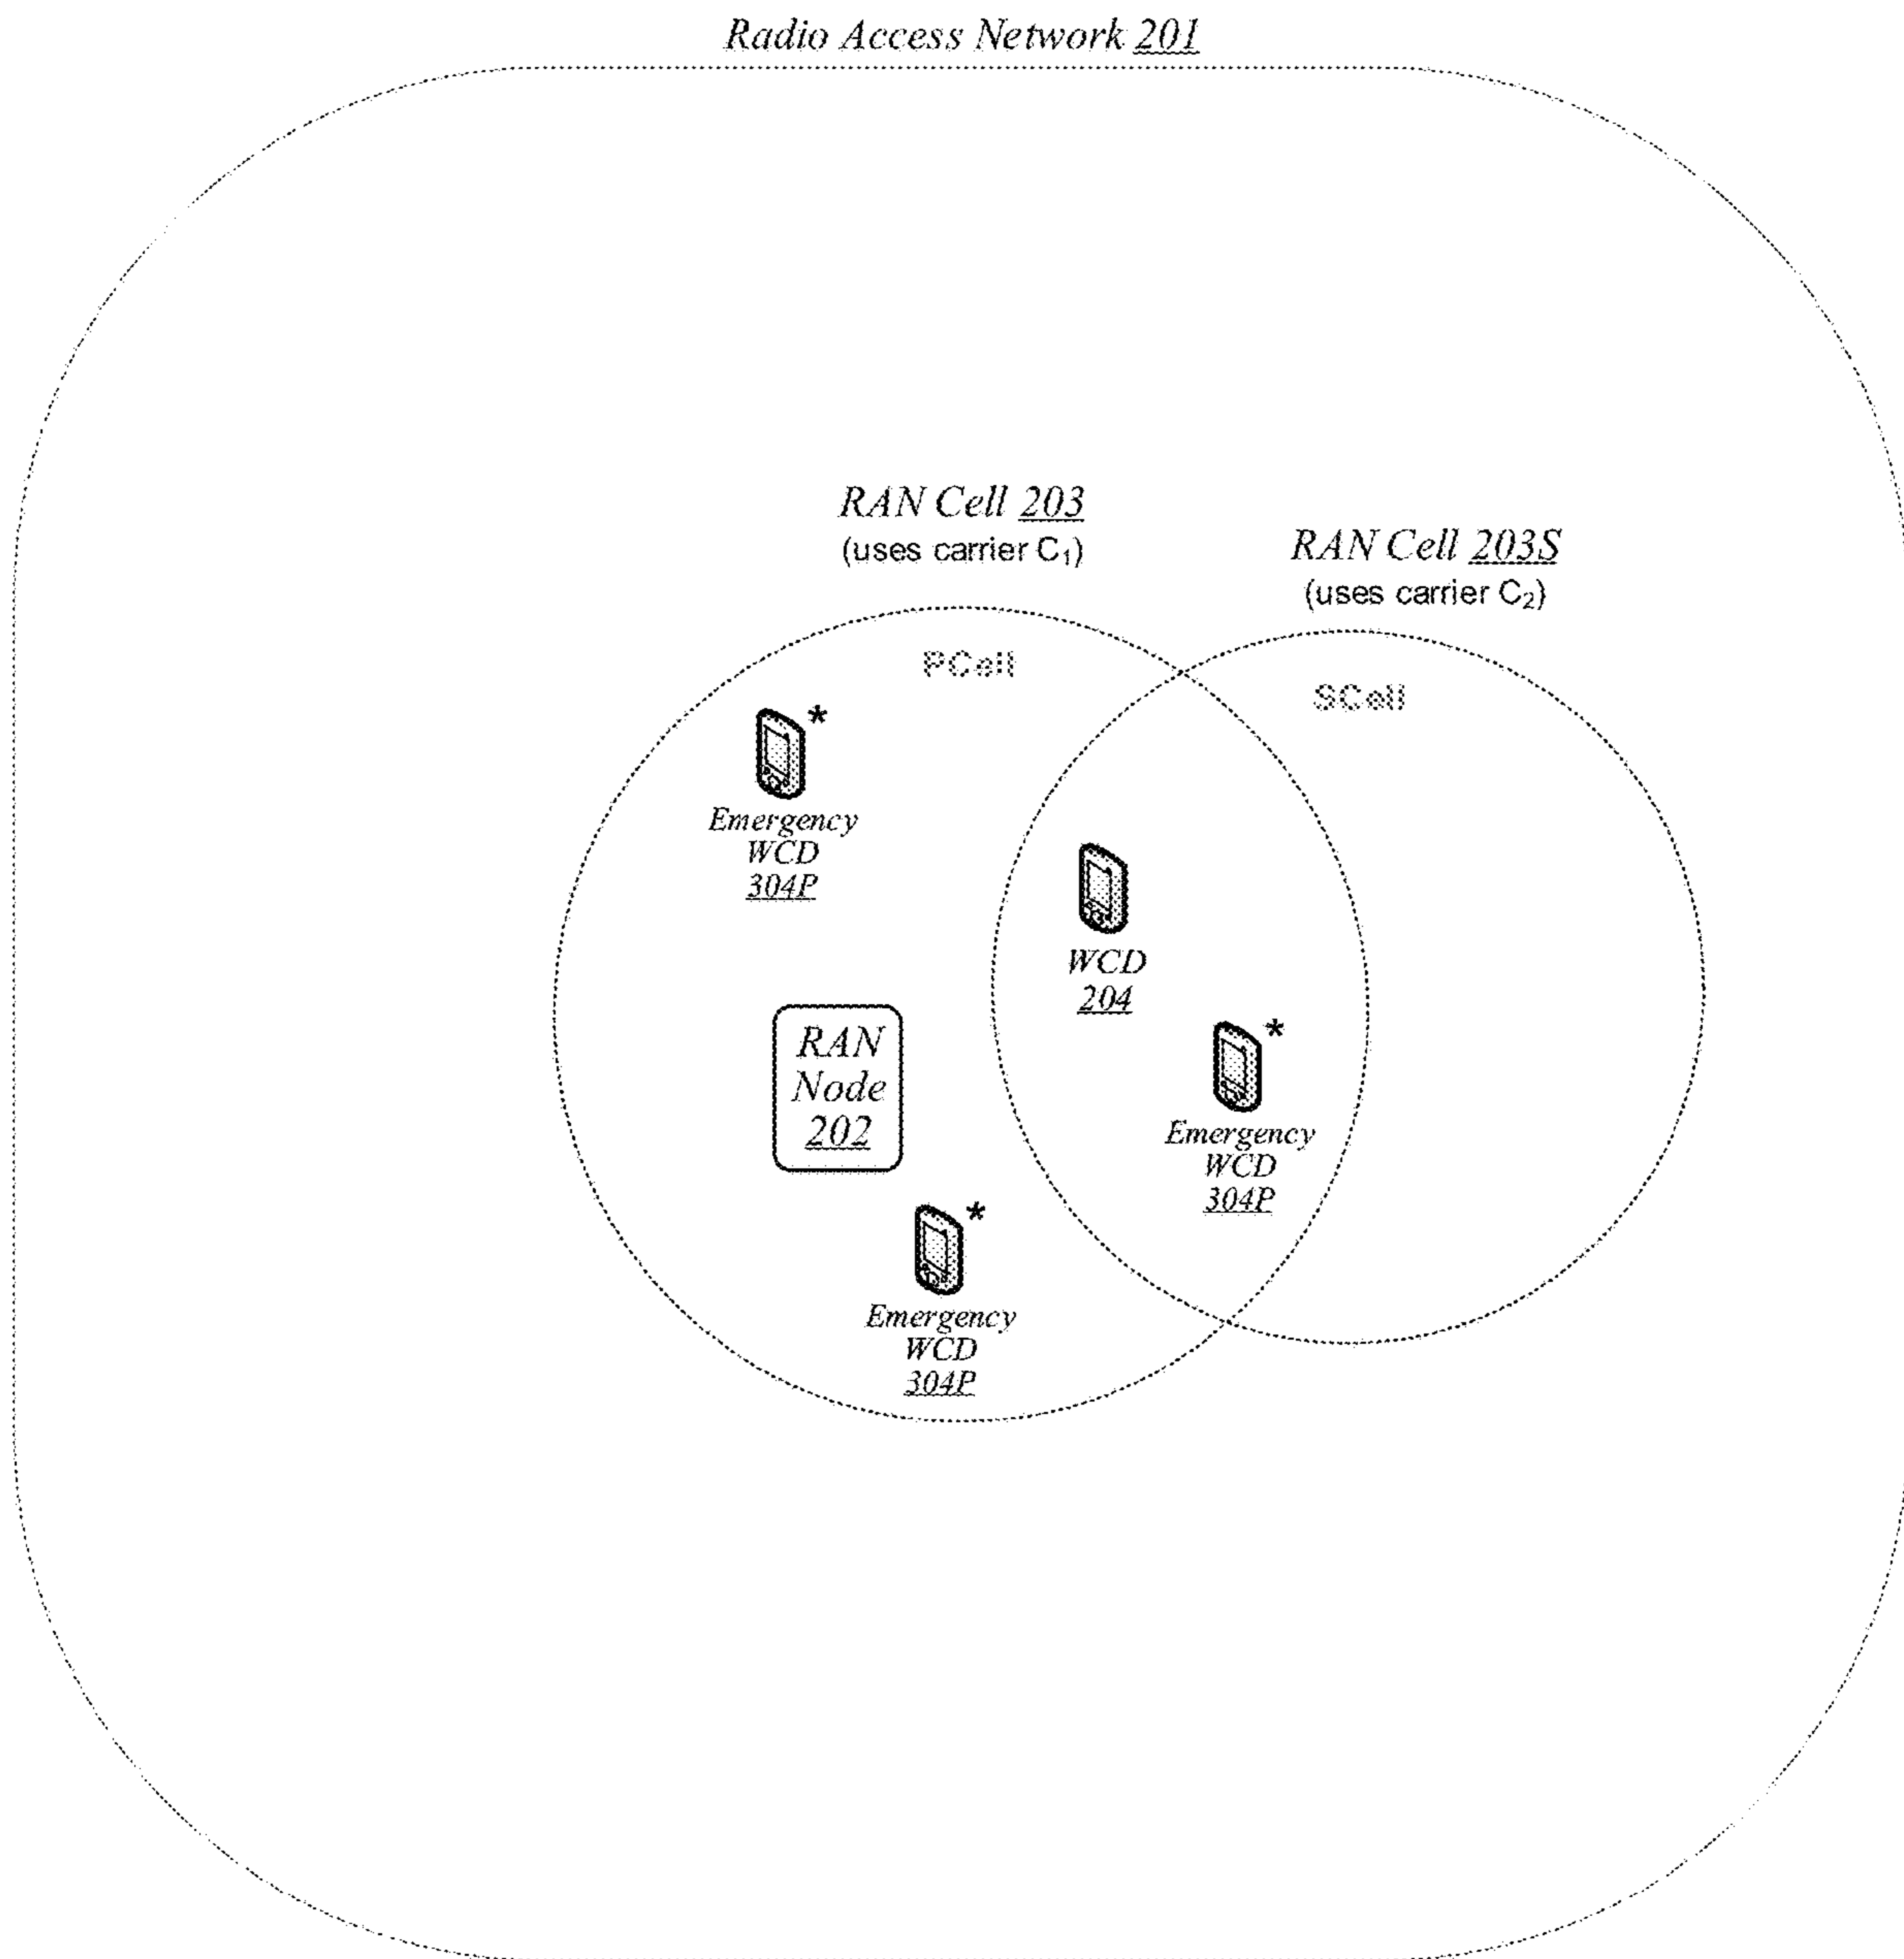 Radio Access Network 201
RAN Cell 203
(uses carrier C₁)
RAN Cell 203S
(uses carrier C₂)
PCell
SCell
*
Emergency
WCD
304P
WCD
204
RAN
Node
202
*
Emergency
WCD
304P
*
Emergency
WCD
304P